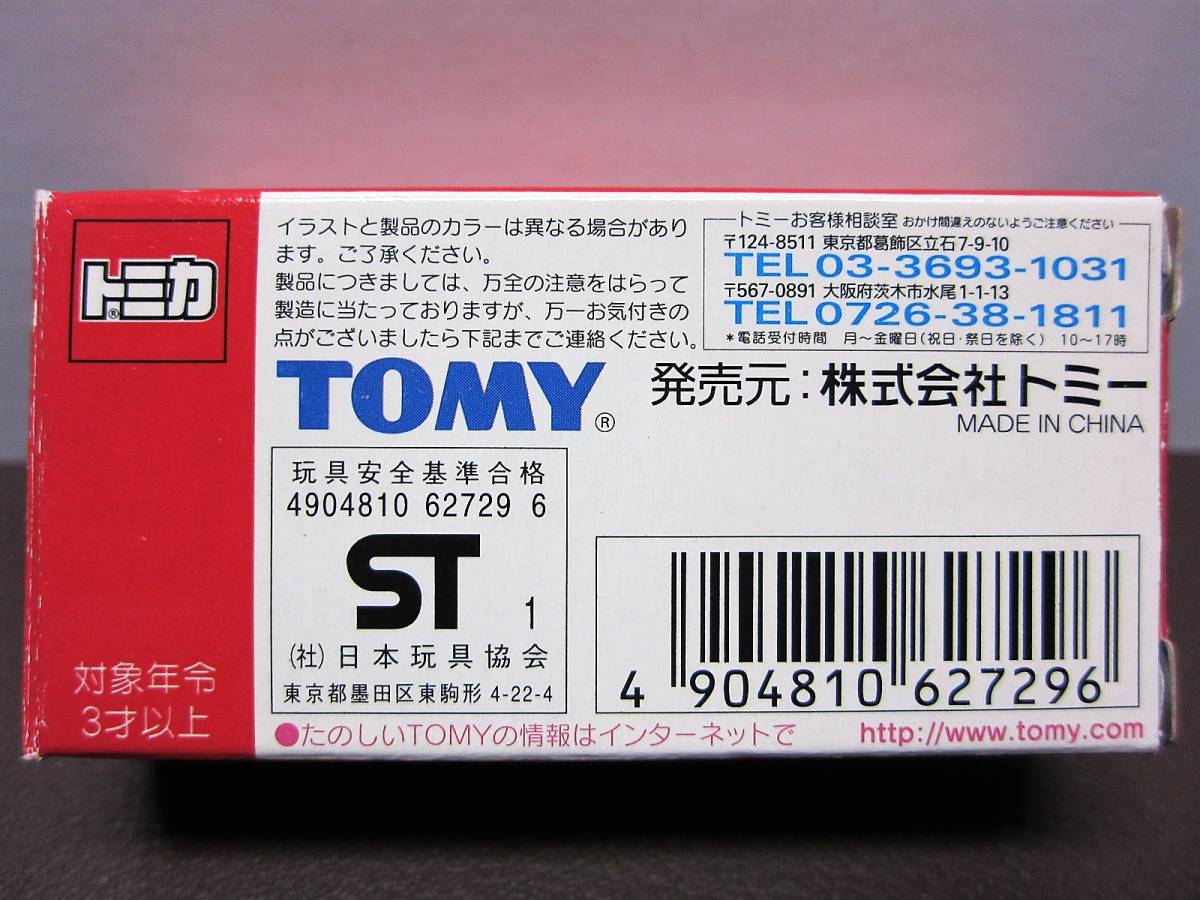 トミカ®
対象年令
3才以上
イラストと製品のカラーは異なる場合があり
ます。ご了承ください。
製品につきましては、万全の注意をはらって
製造に当たっておりますが、万一お気付きの
点がございましたら下記までご連絡ください。
トミーお客様相談室 おかけ間違えのないようご注意ください
〒124-8511 東京都葛飾区立石7-9-10
TEL 03-3693-1031
〒567-0891 大阪府茨木市水尾1-1-13
TEL 0726-38-1811
*電話受付時間 月〜金曜日(祝日・祭日を除く) 10〜17時
TOMY®
発売元:株式会社トミー
MADE IN CHINA
玩具安全基準合格
4904810 62729 6
ST 1
(社)日本玩具協会
東京都墨田区東駒形 4-22-4
4 904810 627296
●たのしいTOMYの情報はインターネットで http://www.tomy.com